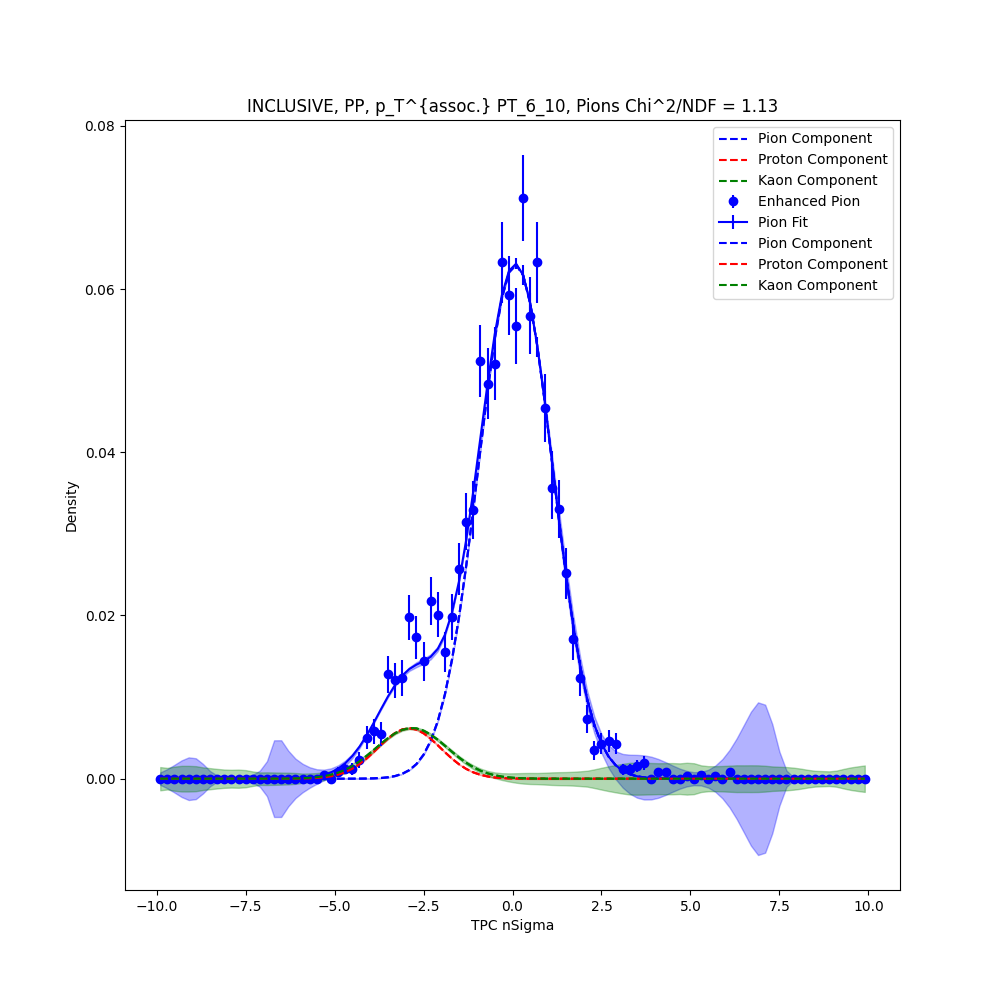 INCLUSIVE, PP, p_T^{assoc.} PT_6_10, Pions Chi^2/NDF = 1.13
Pion Component
Proton Component
Kaon Component
Enhanced Pion
Pion Fit
Pion Component
Proton Component
Kaon Component
0.08
0.06
0.04
0.02
0.00
Density
−10.0 −7.5 −5.0 −2.5 0.0 2.5 5.0 7.5 10.0
TPC nSigma